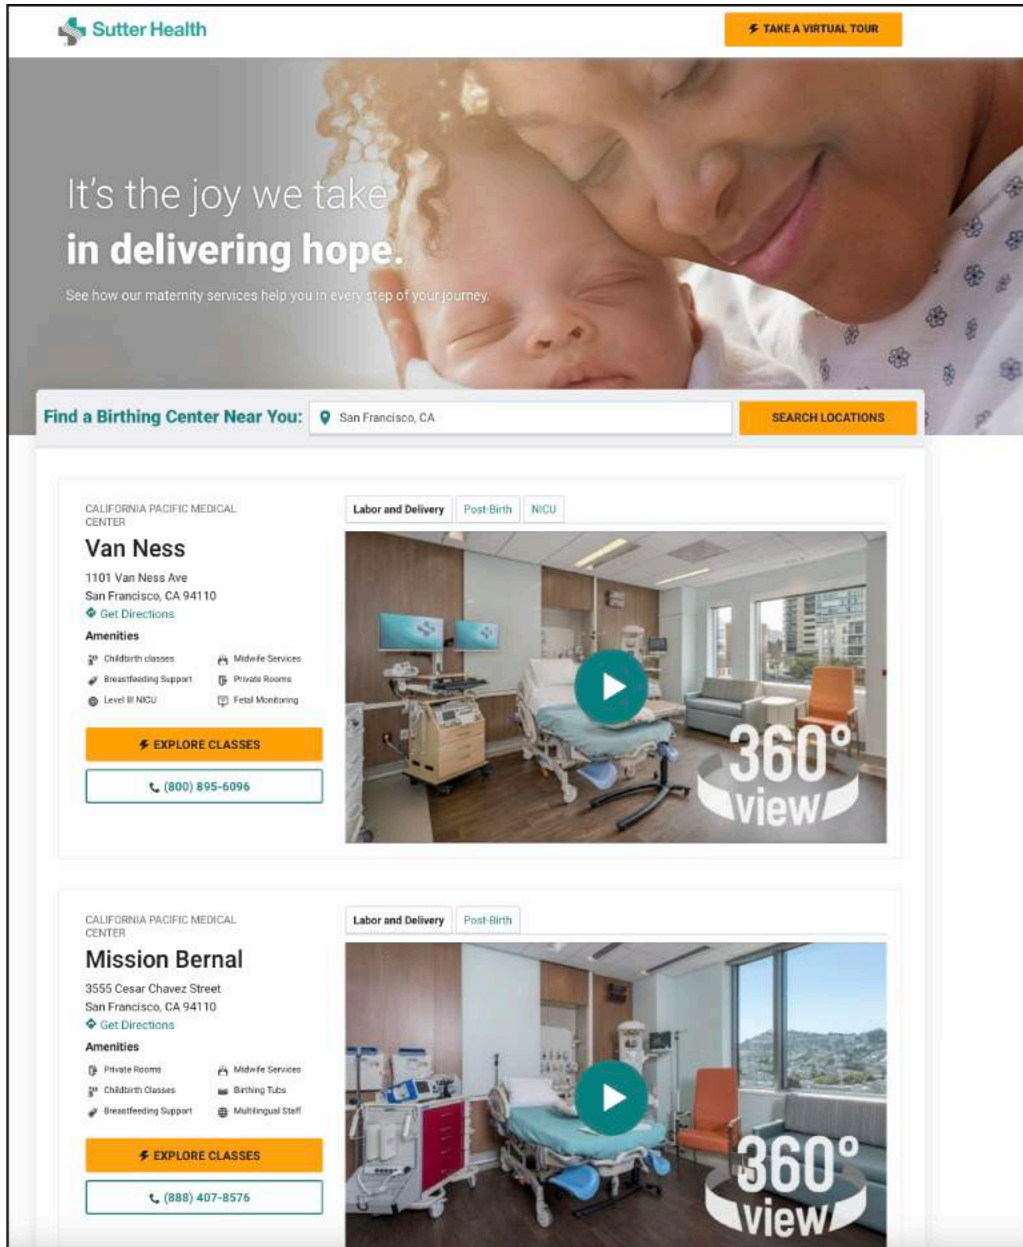 Sutter Health
TAKE A VIRTUAL TOUR
It's the joy we take
in delivering hope.
See how our maternity services help you in every step of your journey.
Find a Birthing Center Near You:
San Francisco, CA
SEARCH LOCATIONS
CALIFORNIA PACIFIC MEDICAL
CENTER
Van Ness
1101 Van Ness Ave
San Francisco, CA 94110
Get Directions
Amenities
Childbirth classes
Midwife Services
Breastfeeding Support
Private Rooms
Level III NICU
Fetal Monitoring
EXPLORE CLASSES
(800) 895-6096
Labor and Delivery
Post-Birth
NICU
360°
view
CALIFORNIA PACIFIC MEDICAL
CENTER
Mission Bernal
3555 Cesar Chavez Street
San Francisco, CA 94110
Get Directions
Amenities
Private Rooms
Midwife Services
Childbirth Classes
Birthing Tubs
Breastfeeding Support
Multilingual Staff
EXPLORE CLASSES
(888) 407-8576
Labor and Delivery
Post-Birth
360°
view